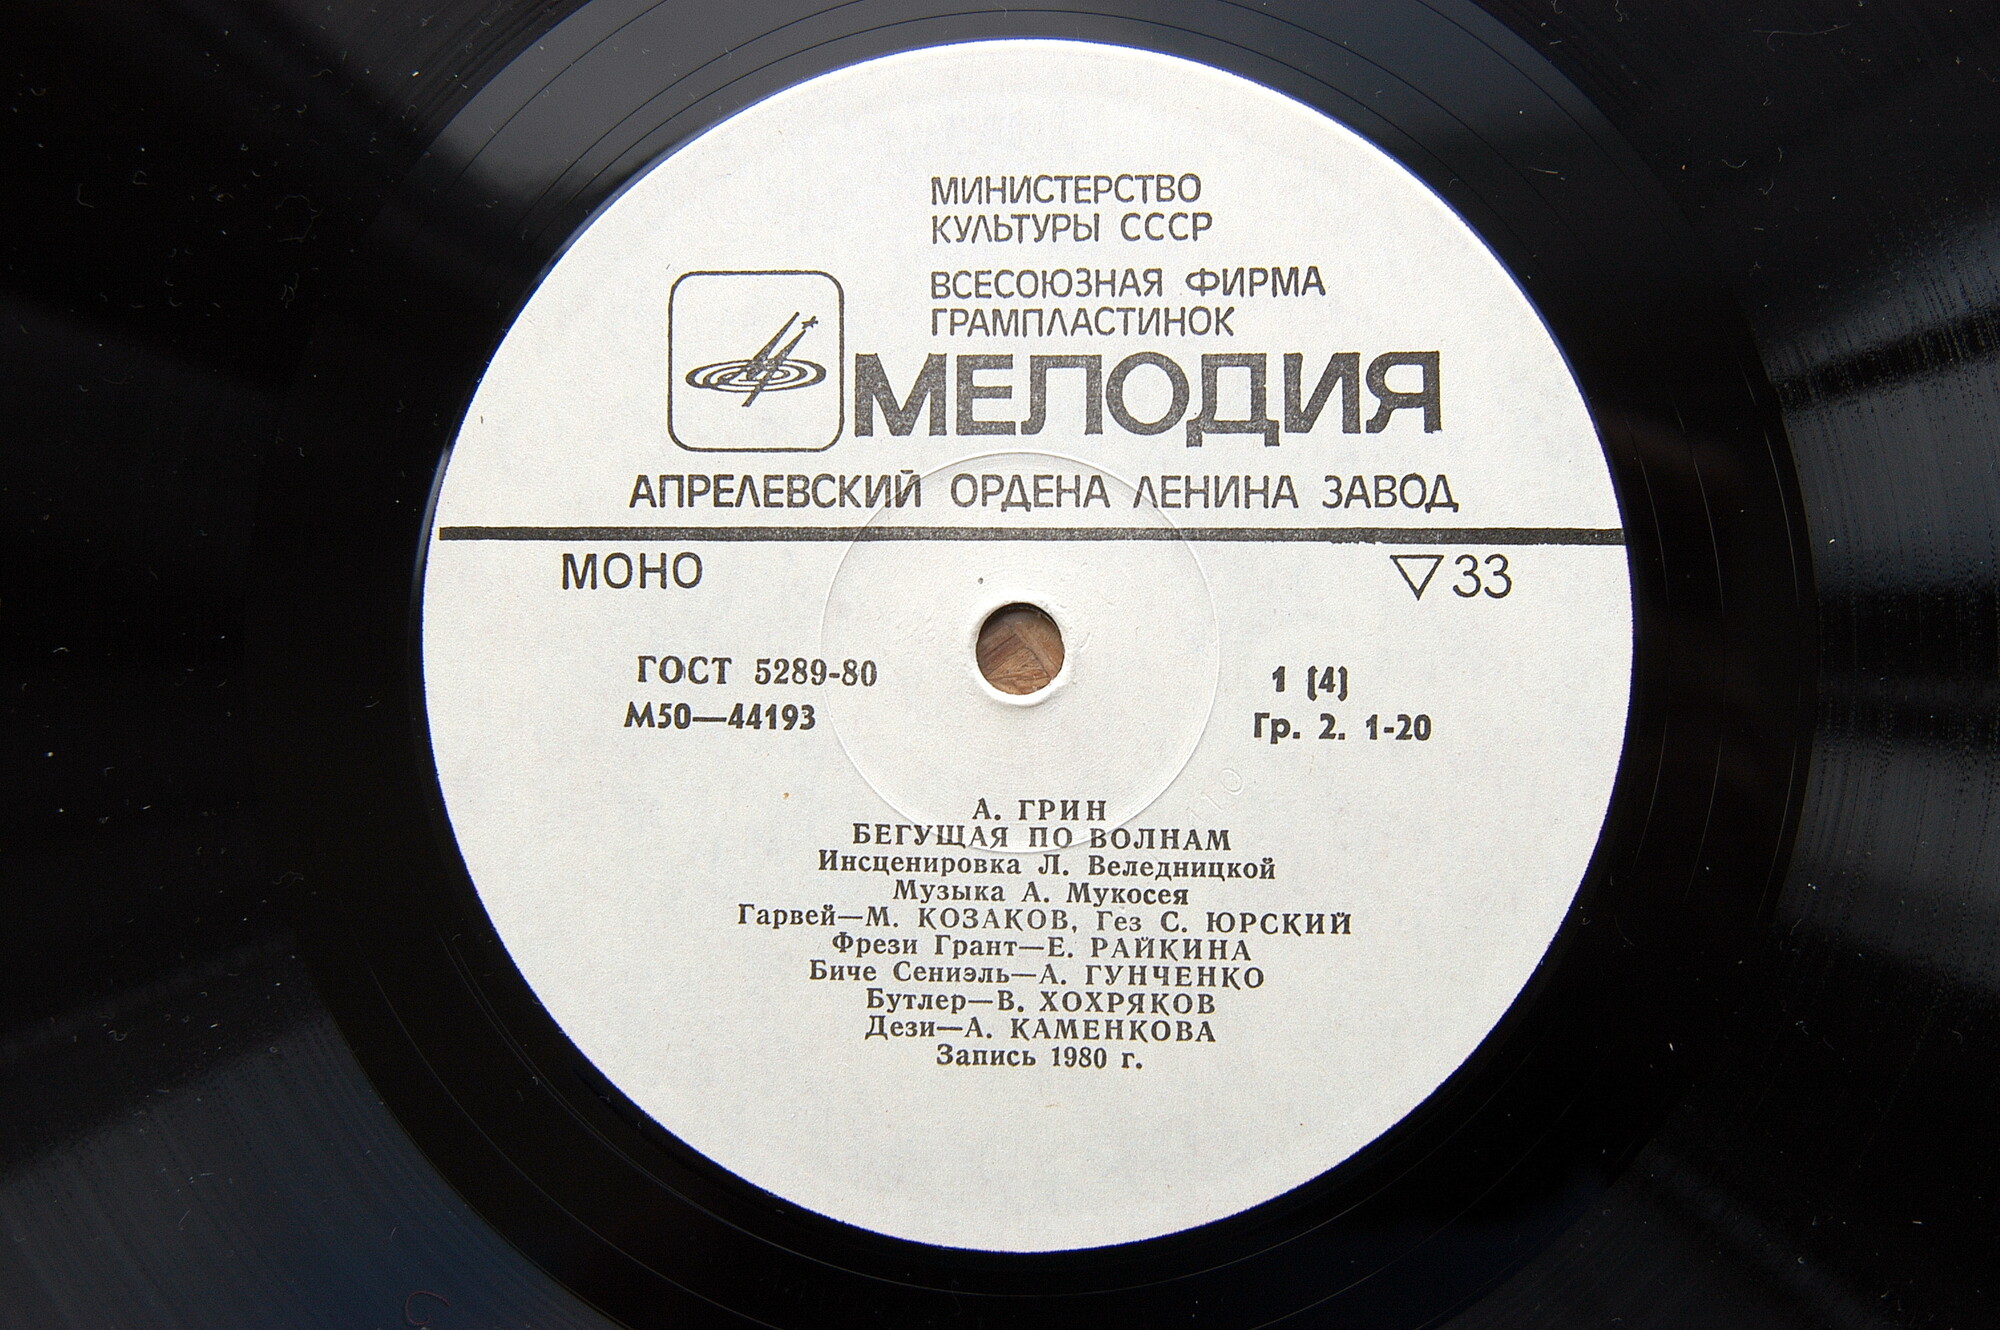 МИНИСТЕРСТВО
КУЛЬТУРЫ СССР
ВСЕСОЮЗНАЯ ФИРМА
ГРАМПЛАСТИНОК
МЕЛОДИЯ
АПРЕЛЕВСКИЙ ОРДЕНА ЛЕНИНА ЗАВОД
МОНО ▽33
ГОСТ 5289-80 1 (4)
М50—44193 Гр. 2. 1-20
110
А. ГРИН
БЕГУЩАЯ ПО ВОЛНАМ
Инсценировка Л. Веледницкой
Музыка А. Мукосея
Гарвей—М. КОЗАКОВ, Гез С. ЮРСКИЙ
Фрези Грант—Е. РАЙКИНА
Биче Сениэль—А. ГУНЧЕНКО
Бутлер—В. ХОХРЯКОВ
Дези—А. КАМЕНКОВА
Запись 1980 г.